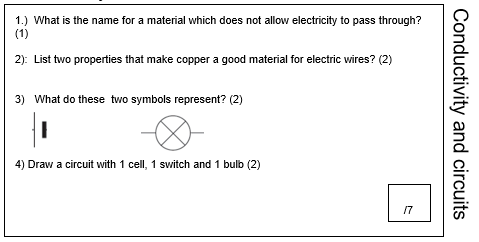 1.) What is the name for a material which does not allow electricity to pass through?
(1)
2): List two properties that make copper a good material for electric wires? (2)
3) What do these two symbols represent? (2)
4) Draw a circuit with 1 cell, 1 switch and 1 bulb (2)
/7
Conductivity and circuits